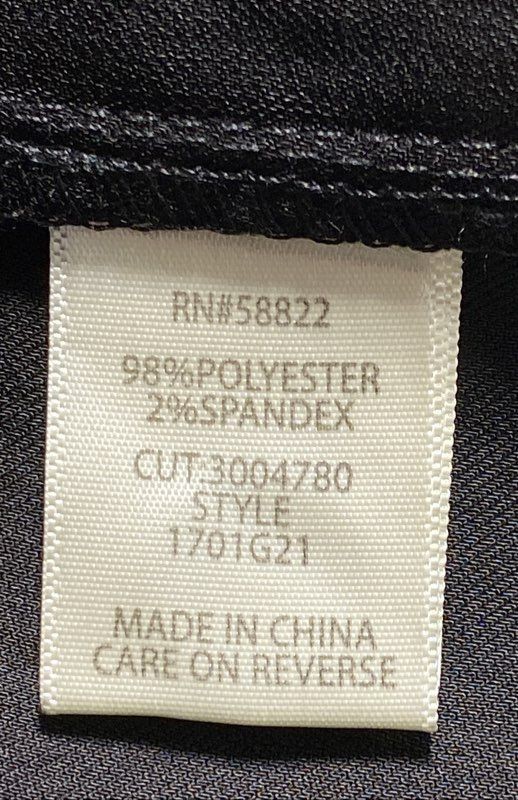 RN#58822
98%POLYESTER
2%SPANDEX
CUT:3004780
STYLE
1701G21
MADE IN CHINA
CARE ON REVERSE